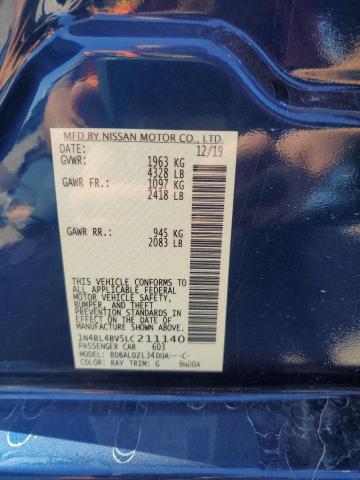 MFD BY NISSAN MOTOR CO., LTD.
12/19
GVWR: 1963 KG
4328 LB
GAWR FR.: 1097 KG
2418 LB
GAWR RR.: 945 KG
2083 LB
THIS VEHICLE CONFORMS TO
ALL APPLICABLE FEDERAL
MOTOR VEHICLE SAFETY,
BUMPER, AND THEFT
PREVENTION STANDARDS IN
EFFECT ON THE DATE OF
MANUFACTURE SHOWN ABOVE.
1N4BL4BV5LC211140
PASSENGER CAR 603
MODEL: BDBALDZL34DUA---C-
COLOR: RAY TRIM: G 9N00A